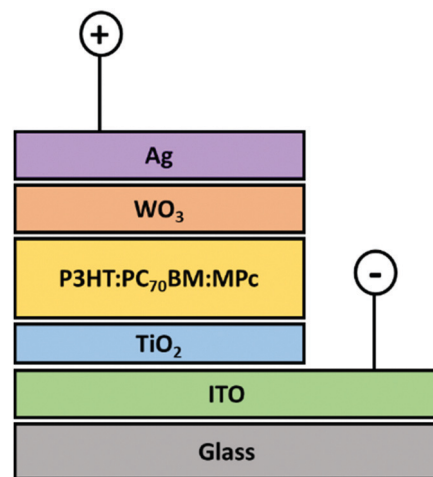 +
Ag
WO₃
P3HT:PC₇₀BM:MPc
-
TiO₂
ITO
Glass